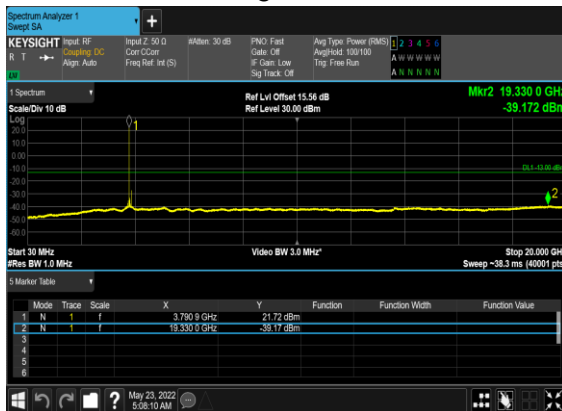 Spectrum Analyzer 1
Swept SA
KEYSIGHT Input: RF Input Z: 50 Ω #Atten: 30 dB PNO: Fast Avg Type: Power (RMS) 1 2 3 4 5 6
R T Coupling: DC Corr CCorr Gate: Off Avg|Hold: 100/100 A W W W W W
Align: Auto Freq Ref: Int (S) IF Gain: Low Trig: Free Run
Sig Track: Off A N N N N N
1 Spectrum Mkr2 19.330 0 GHz
Ref Lvl Offset 15.56 dB
Scale/Div 10 dB Ref Level 30.00 dBm -39.172 dBm
Log
1
20.0
10.0
0.00
-10.0
DL1 -13.00 dBm
-20.0
-30.0
2
-40.0
-50.0
-60.0
Start 30 MHz Video BW 3.0 MHz* Stop 20.000 GHz
#Res BW 1.0 MHz Sweep ~38.3 ms (40001 pts)
5 Marker Table
Mode Trace Scale X Y Function Function Width Function Value
1 N 1 f 3.790 9 GHz 21.72 dBm
2 N 1 f 19.330 0 GHz -39.17 dBm
3
4
5
6
? May 23, 2022
5:08:10 AM